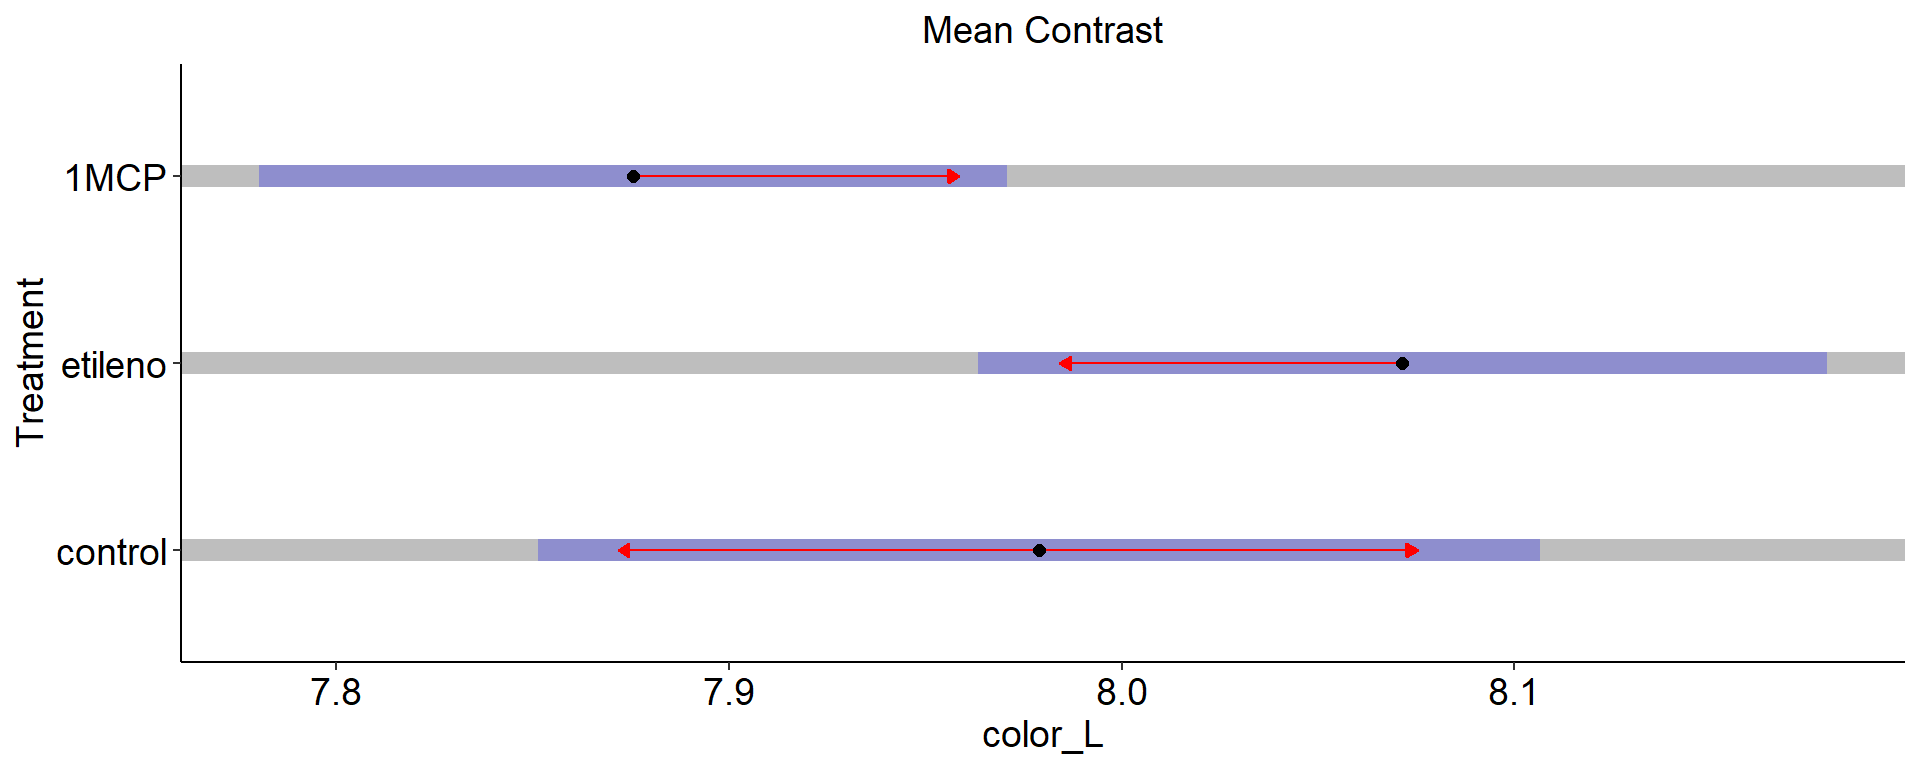 Mean Contrast
1MCP
etileno
control
Treatment
7.8 7.9 8.0 8.1
color_L